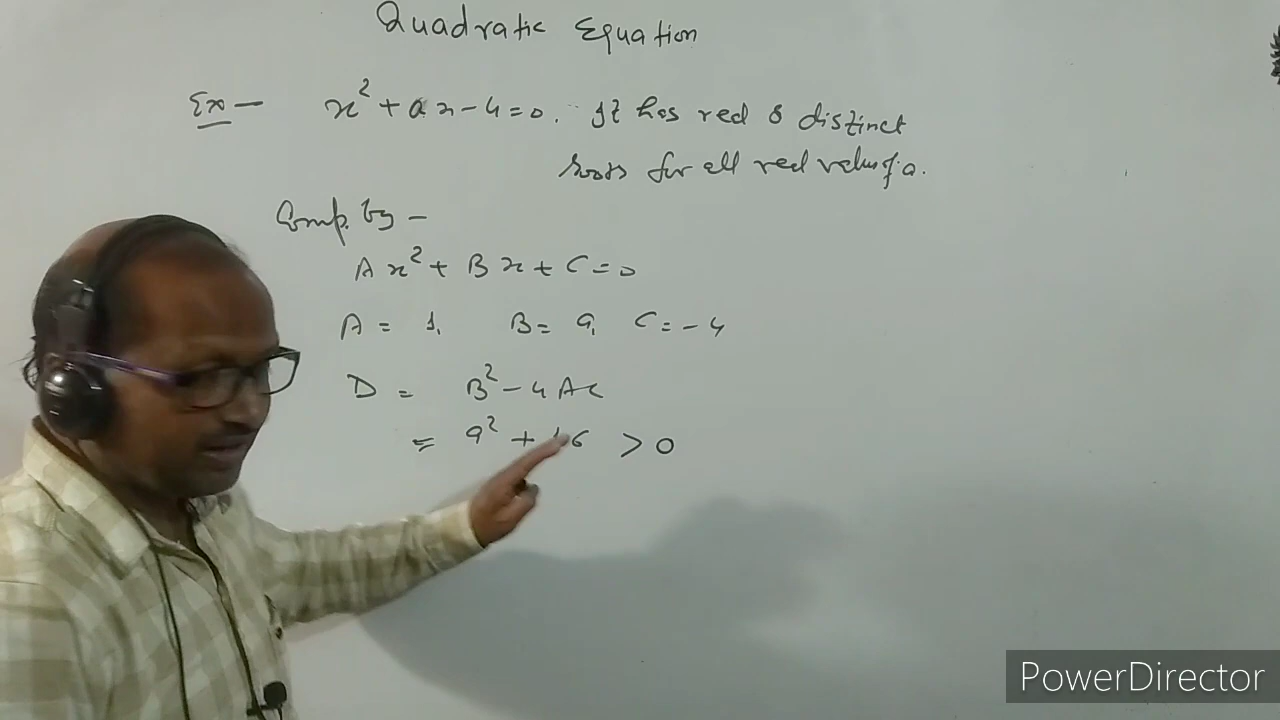 Quadratic Equation
Ex - x² + ax - 4 = 0. It has real & distinct
roots for all real values of a.
Comp. by -
Ax² + Bx + C = 0
A = 1, B = a, C = -4
D = B² - 4AC
= a² + 16 > 0
PowerDirector